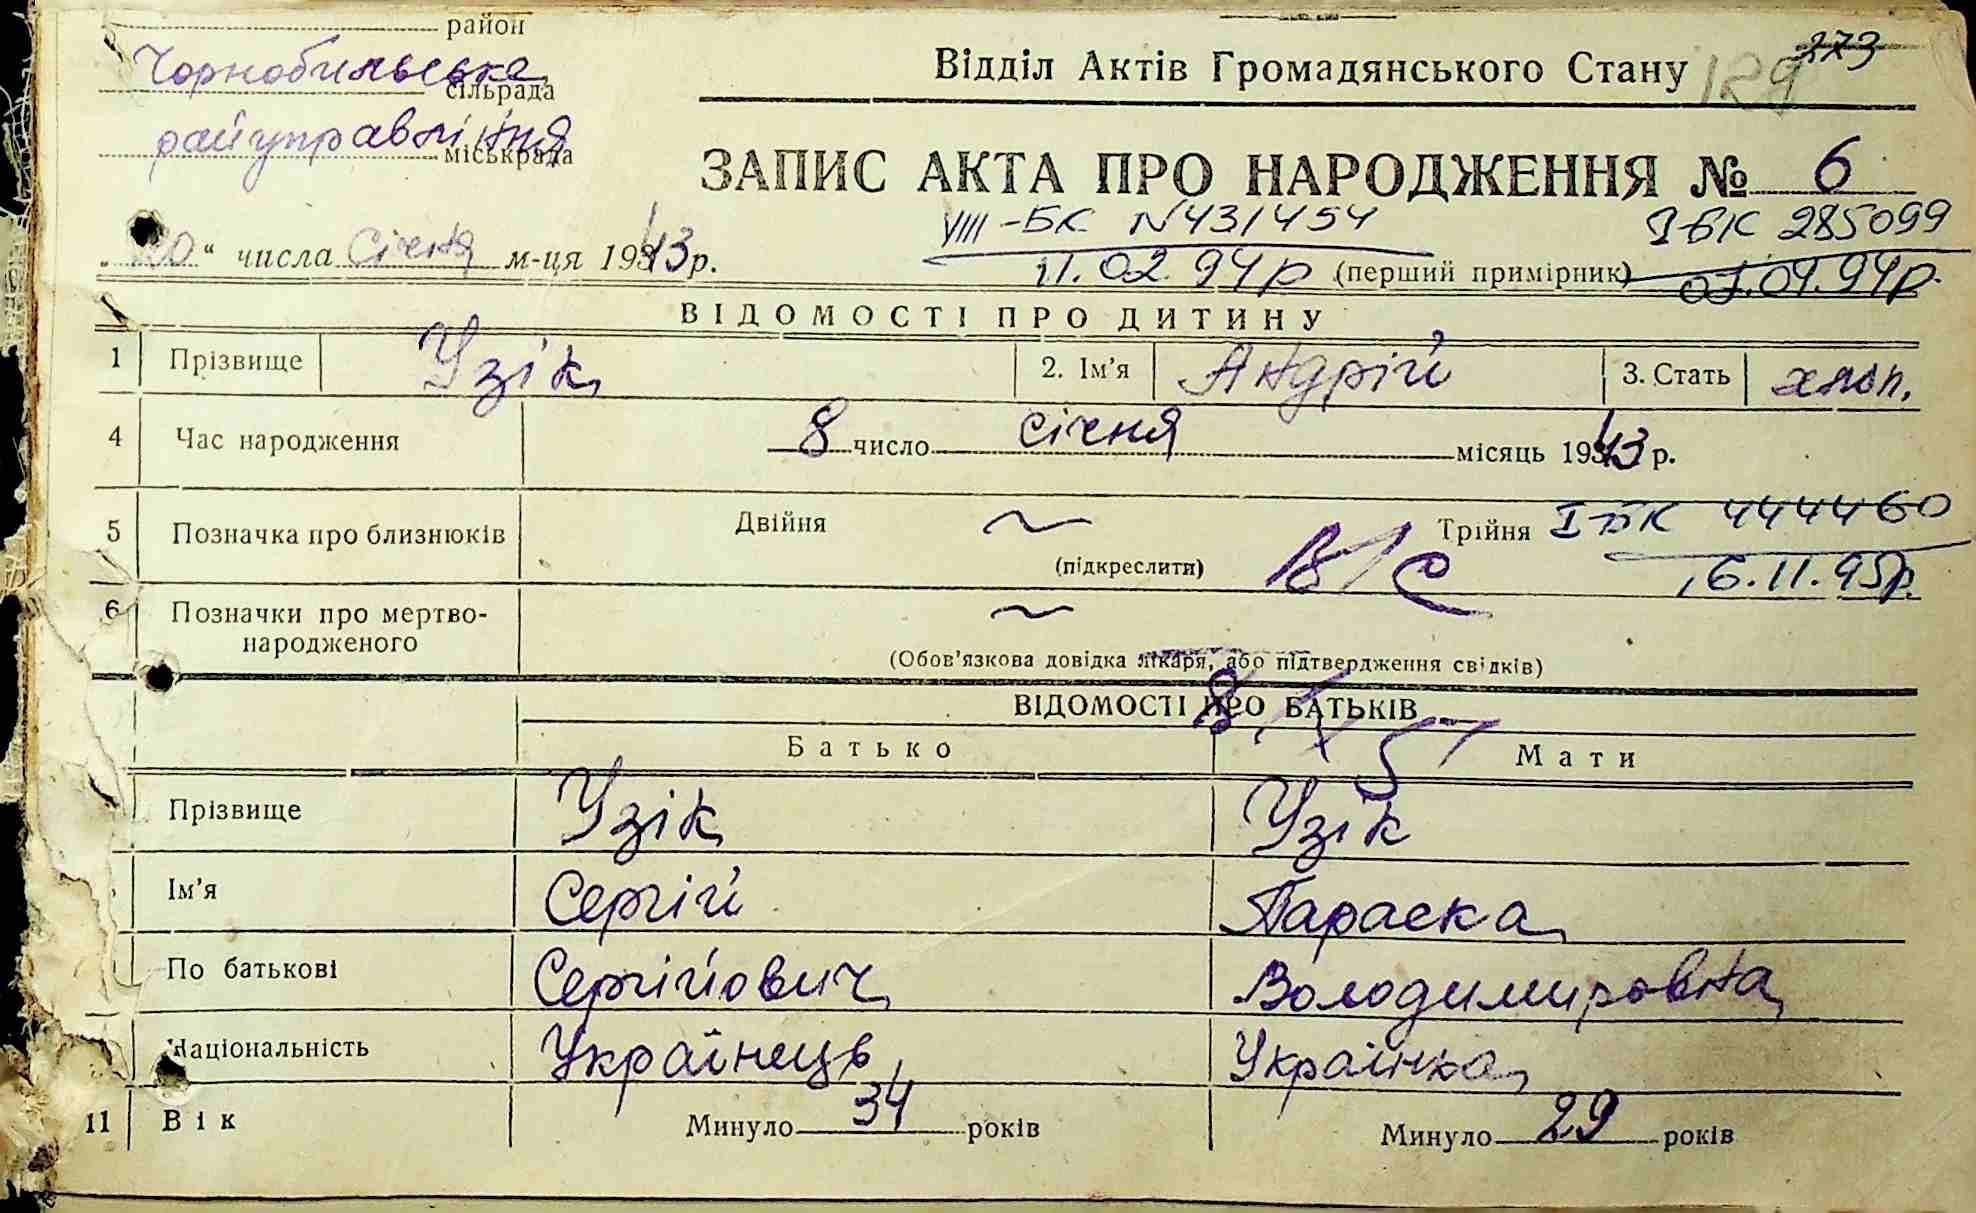 район
Чорнобильська
сільрада
райуправління
міськрада
Відділ Актів Громадянського Стану 129 273
ЗАПИС АКТА ПРО НАРОДЖЕННЯ № 6
VIII-БК N431454 I-БК 285099
„20“ числа Січня м-ця 1943 р. 11.02.94р (перший примірник) 07.04.94р.
ВІДОМОСТІ ПРО ДИТИНУ
1 Прізвище Узік 2. Ім'я Андрій 3. Стать хлоп.
4 Час народження 8 число січня місяць 1943 р.
5 Позначка про близнюків Двійня Трійня I-БК 444460
(підкреслити) В/С 16.11.95р.
6 Позначки про мертво-
народженого
(Обов'язкова довідка лікаря, або підтвердження свідків)
ВІДОМОСТІ ПРО БАТЬКІВ
Батько Мати
Прізвище Узік Узік
Ім'я Сергій Параска
По батькові Сергійович Володимировна
Національність Українець Українка
11 Вік Минуло 34 років Минуло 29 років